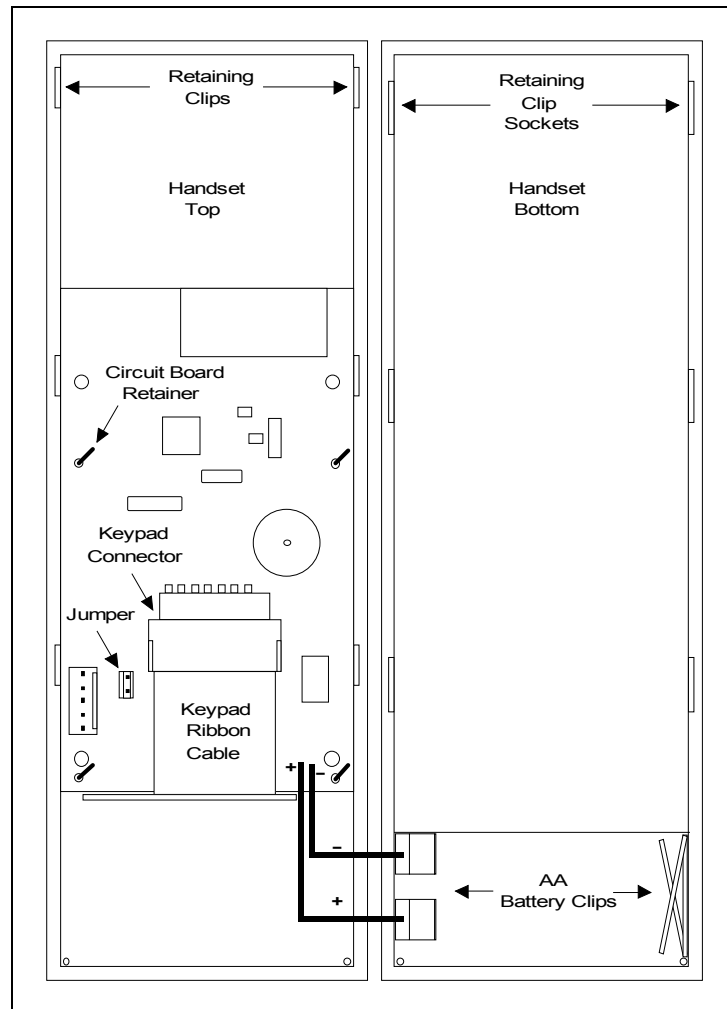 Retaining
Clips
Retaining
Clip
Sockets
Handset
Top
Handset
Bottom
Circuit Board
Retainer
Keypad
Connector
Jumper
Keypad
Ribbon
Cable
+
-
-
+
AA
Battery Clips